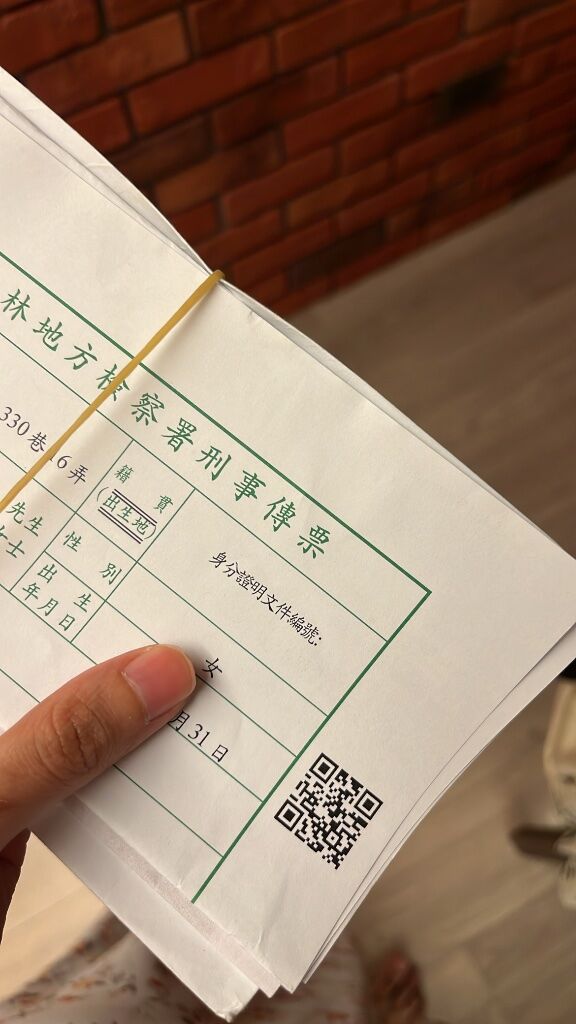 林地方檢察署刑事傳票
330巷16弄
籍貫
(出生地)
身分證明文件編號:
先生
女士
性別
女
出生
年月日
月31日